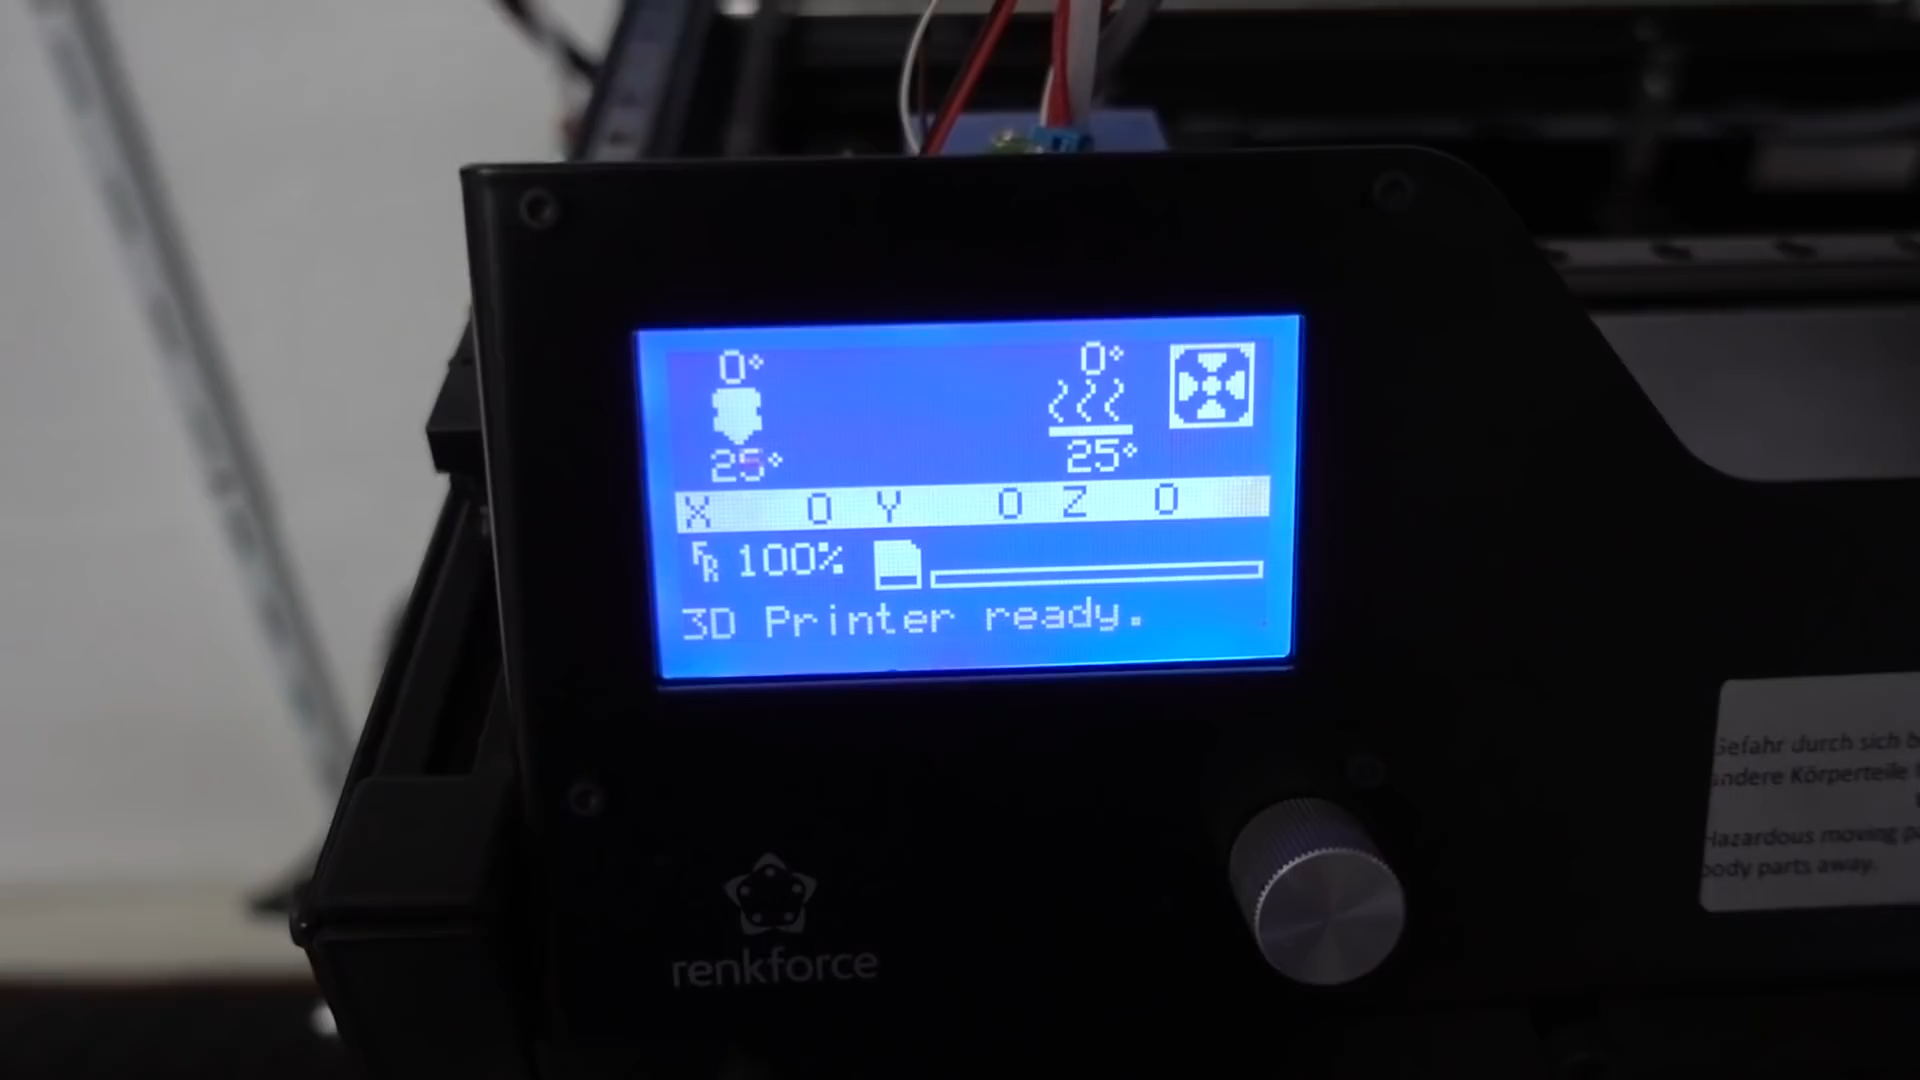 0° 0°
25° 25°
X 0 Y 0 Z 0
FR 100%
3D Printer ready.
renkforce
Gefahr durch sich
andere Körperteile
Hazardous moving
body parts away.